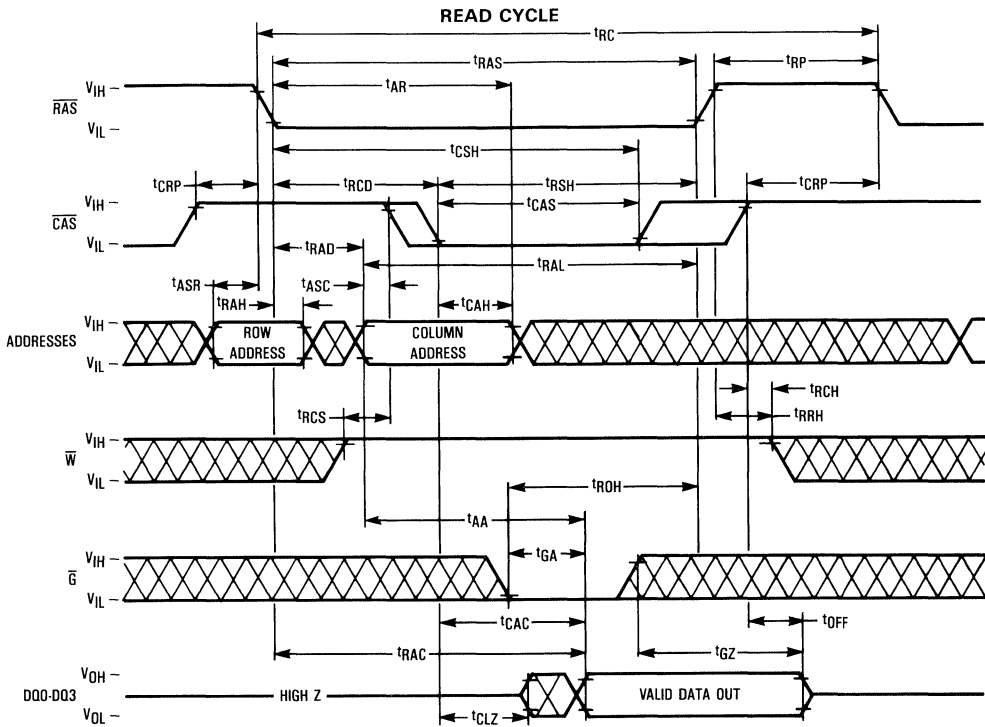 READ CYCLE
tRC
tRAS
tRP
tAR
VIH
RAS
VIL
tCSH
tCRP
tRCD
tRSH
tCRP
tCAS
VIH
CAS
VIL
tRAD
tRAL
tASR
tASC
tRAH
tCAH
VIH
ADDRESSES
VIL
ROW
ADDRESS
COLUMN
ADDRESS
tRCH
tRCS
tRRH
VIH
W
VIL
tROH
tAA
tGA
VIH
G
VIL
tCAC
tOFF
tGZ
tRAC
VOH
DQ0-DQ3
HIGH Z
VALID DATA OUT
VOL
tCLZ